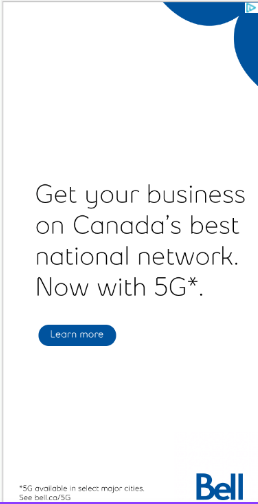 Get your business
on Canada's best
national network.
Now with 5G*.
Learn more
*5G available in select major cities.
See bell.ca/5G
Bell